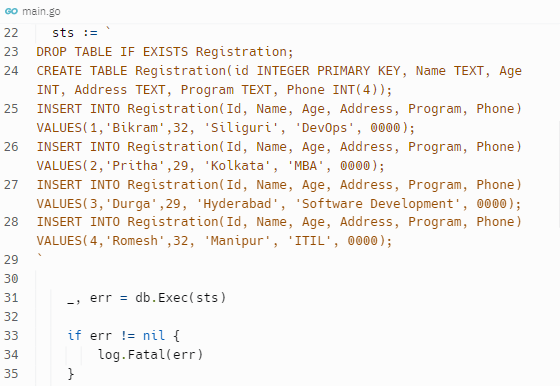 main.go
22 sts := `
23 DROP TABLE IF EXISTS Registration;
24 CREATE TABLE Registration(id INTEGER PRIMARY KEY, Name TEXT, Age
INT, Address TEXT, Program TEXT, Phone INT(4));
25 INSERT INTO Registration(Id, Name, Age, Address, Program, Phone)
VALUES(1,'Bikram',32, 'Siliguri', 'DevOps', 0000);
26 INSERT INTO Registration(Id, Name, Age, Address, Program, Phone)
VALUES(2,'Pritha',29, 'Kolkata', 'MBA', 0000);
27 INSERT INTO Registration(Id, Name, Age, Address, Program, Phone)
VALUES(3,'Durga',29, 'Hyderabad', 'Software Development', 0000);
28 INSERT INTO Registration(Id, Name, Age, Address, Program, Phone)
VALUES(4,'Romesh',32, 'Manipur', 'ITIL', 0000);
29 `
30
31 _, err = db.Exec(sts)
32
33 if err != nil {
34 log.Fatal(err)
35 }